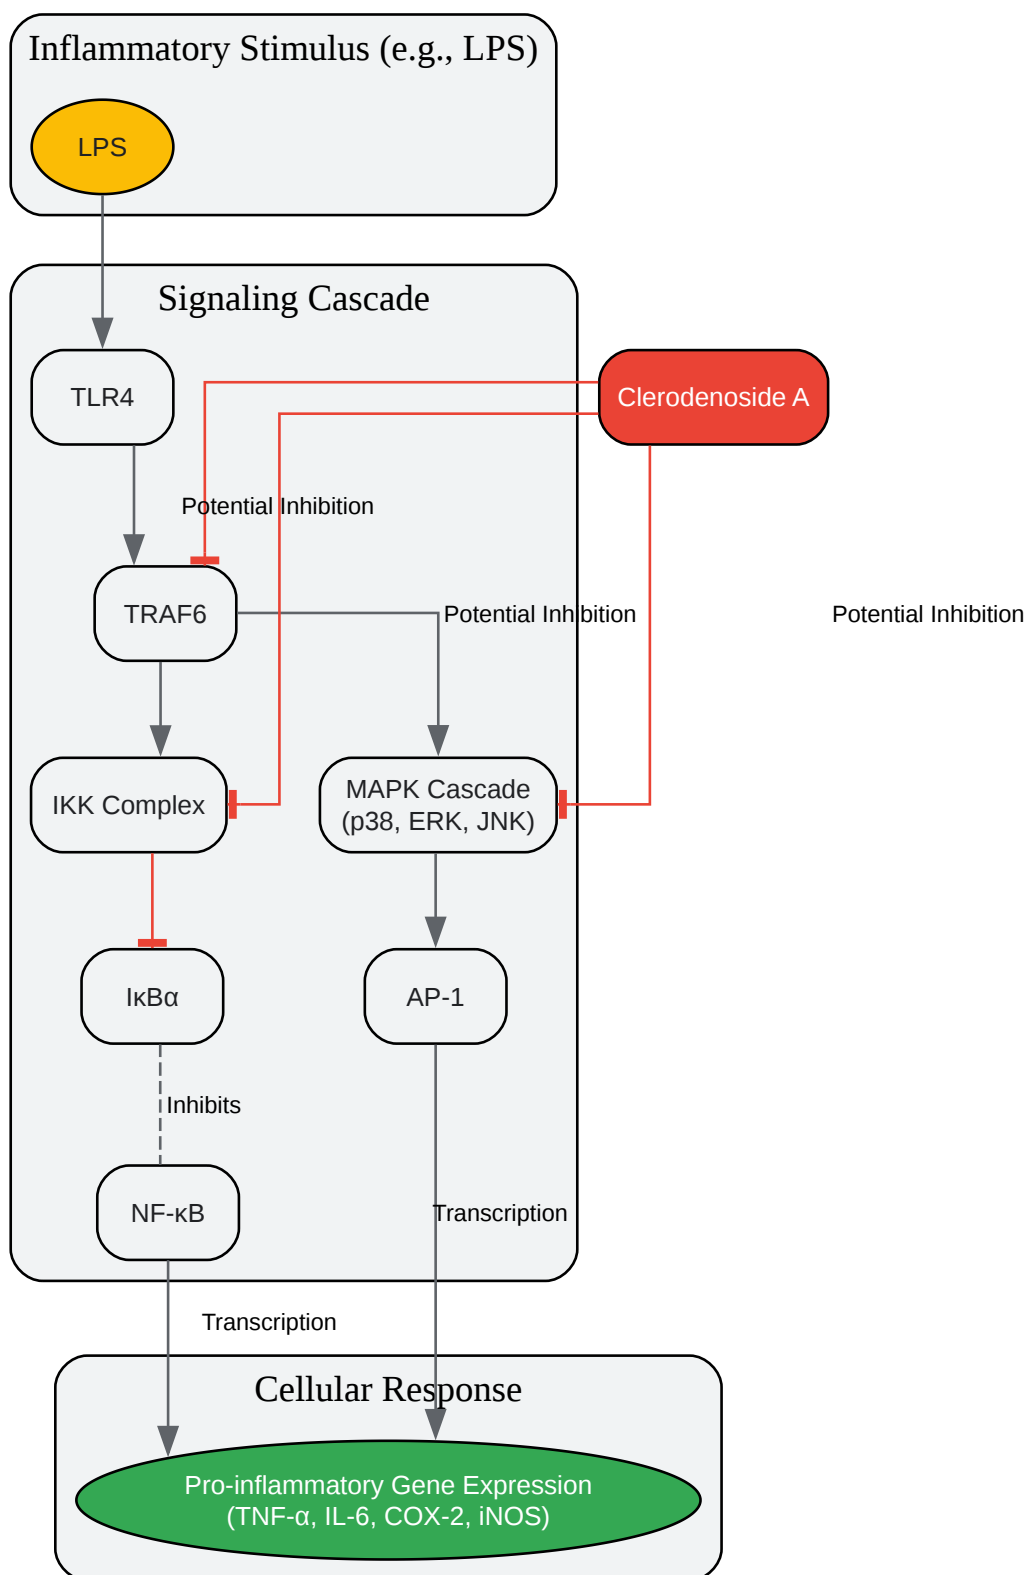 Inflammatory Stimulus (e.g., LPS)
LPS
Signaling Cascade
TLR4
Clerodenoside A
Potential Inhibition
TRAF6
Potential Inhibition
Potential Inhibition
IKK Complex
MAPK Cascade
(p38, ERK, JNK)
IκBα
AP-1
Inhibits
NF-κB
Transcription
Transcription
Cellular Response
Pro-inflammatory Gene Expression
(TNF-α, IL-6, COX-2, iNOS)